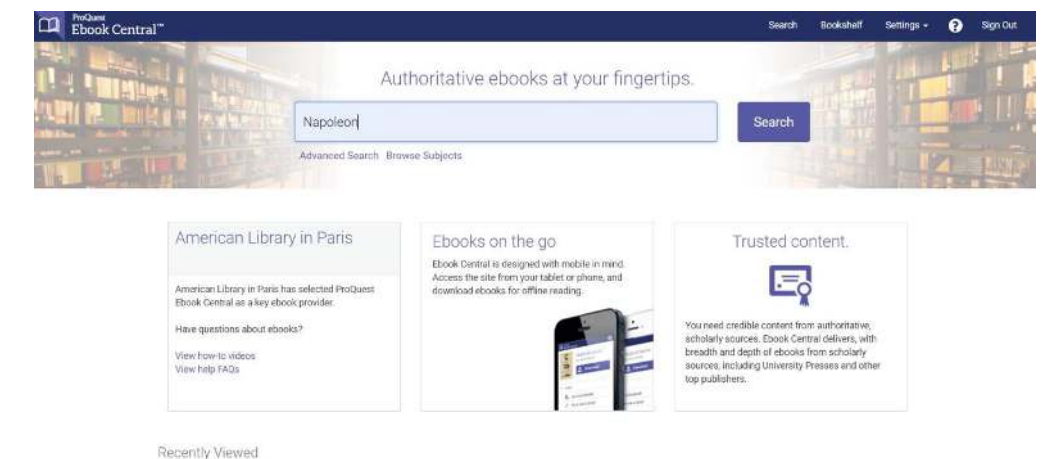 ProQuest
Ebook Central™
Search Bookshelf Settings ? Sign Out
Authoritative ebooks at your fingertips.
Napoleon
Search
Advanced Search Browse Subjects
American Library in Paris
American Library in Paris has selected ProQuest
Ebook Central as a key ebook provider.
Have questions about ebooks?
View how-to videos
View help FAQs
Ebooks on the go
Ebook Central is designed with mobile in mind.
Access the site from your tablet or phone, and
download ebooks for offline reading.
Trusted content.
You need credible content from authoritative,
scholarly sources. Ebook Central delivers, with
breadth and depth of ebooks from scholarly
sources, including University Presses and other
top publishers.
Recently Viewed